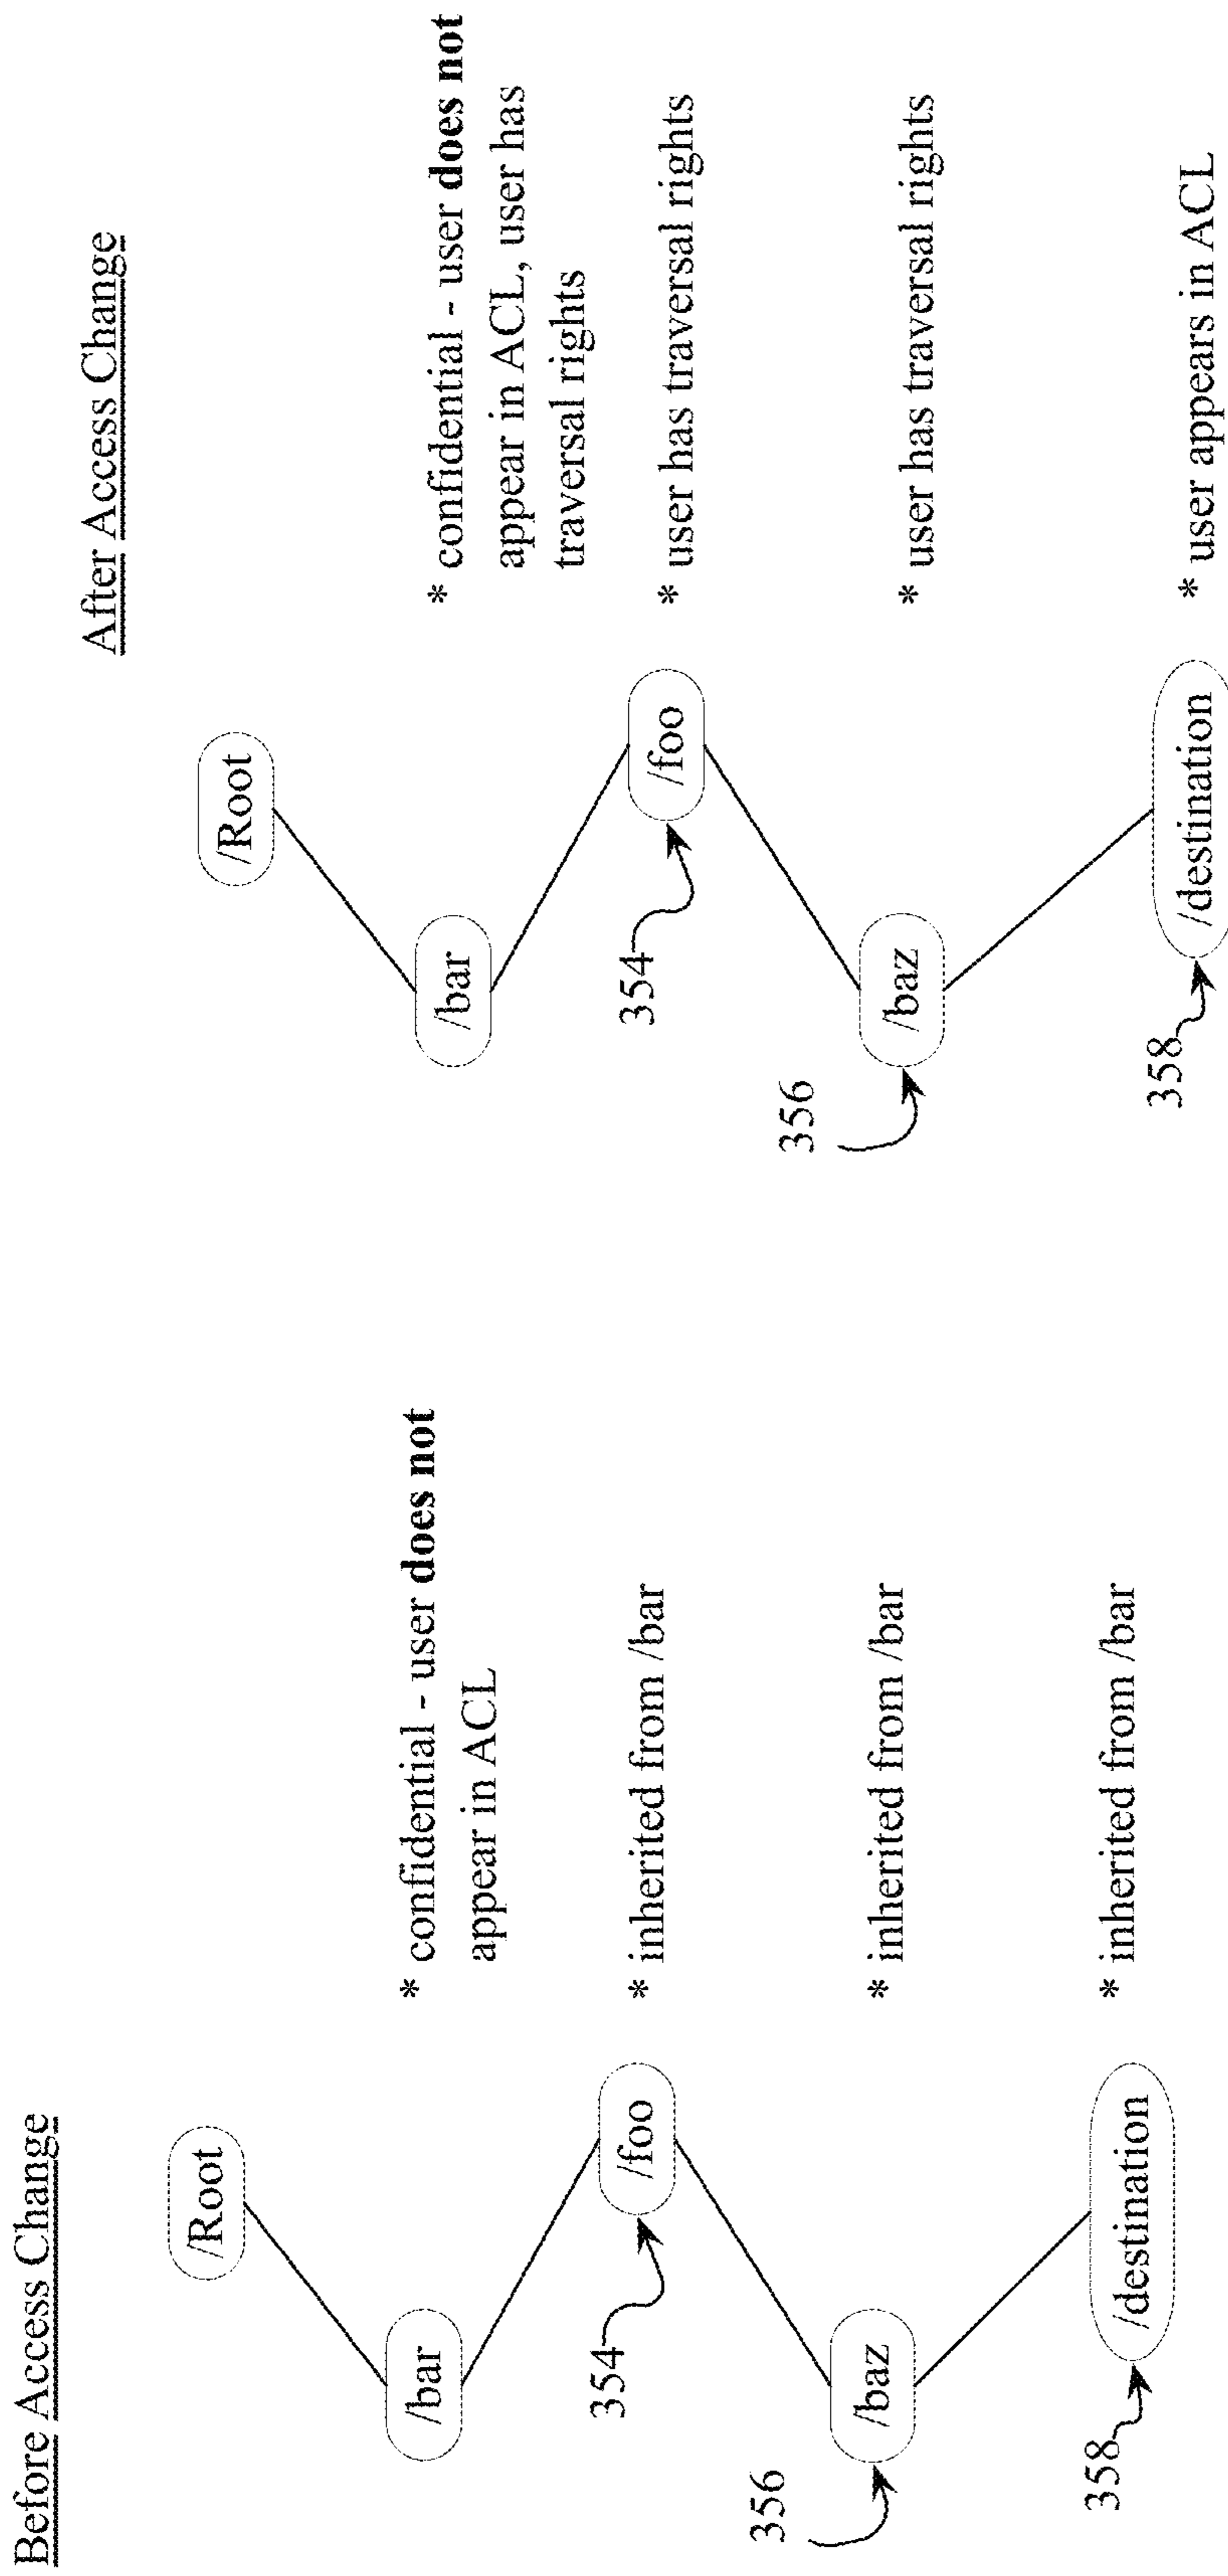 Before Access Change
/Root
/bar
* confidential - user does not
appear in ACL
354
/foo
* inherited from /bar
356
/baz
* inherited from /bar
358
/destination
* inherited from /bar
After Access Change
/Root
/bar
* confidential - user does not
appear in ACL, user has
traversal rights
354
/foo
* user has traversal rights
356
/baz
* user has traversal rights
358
/destination
* user appears in ACL